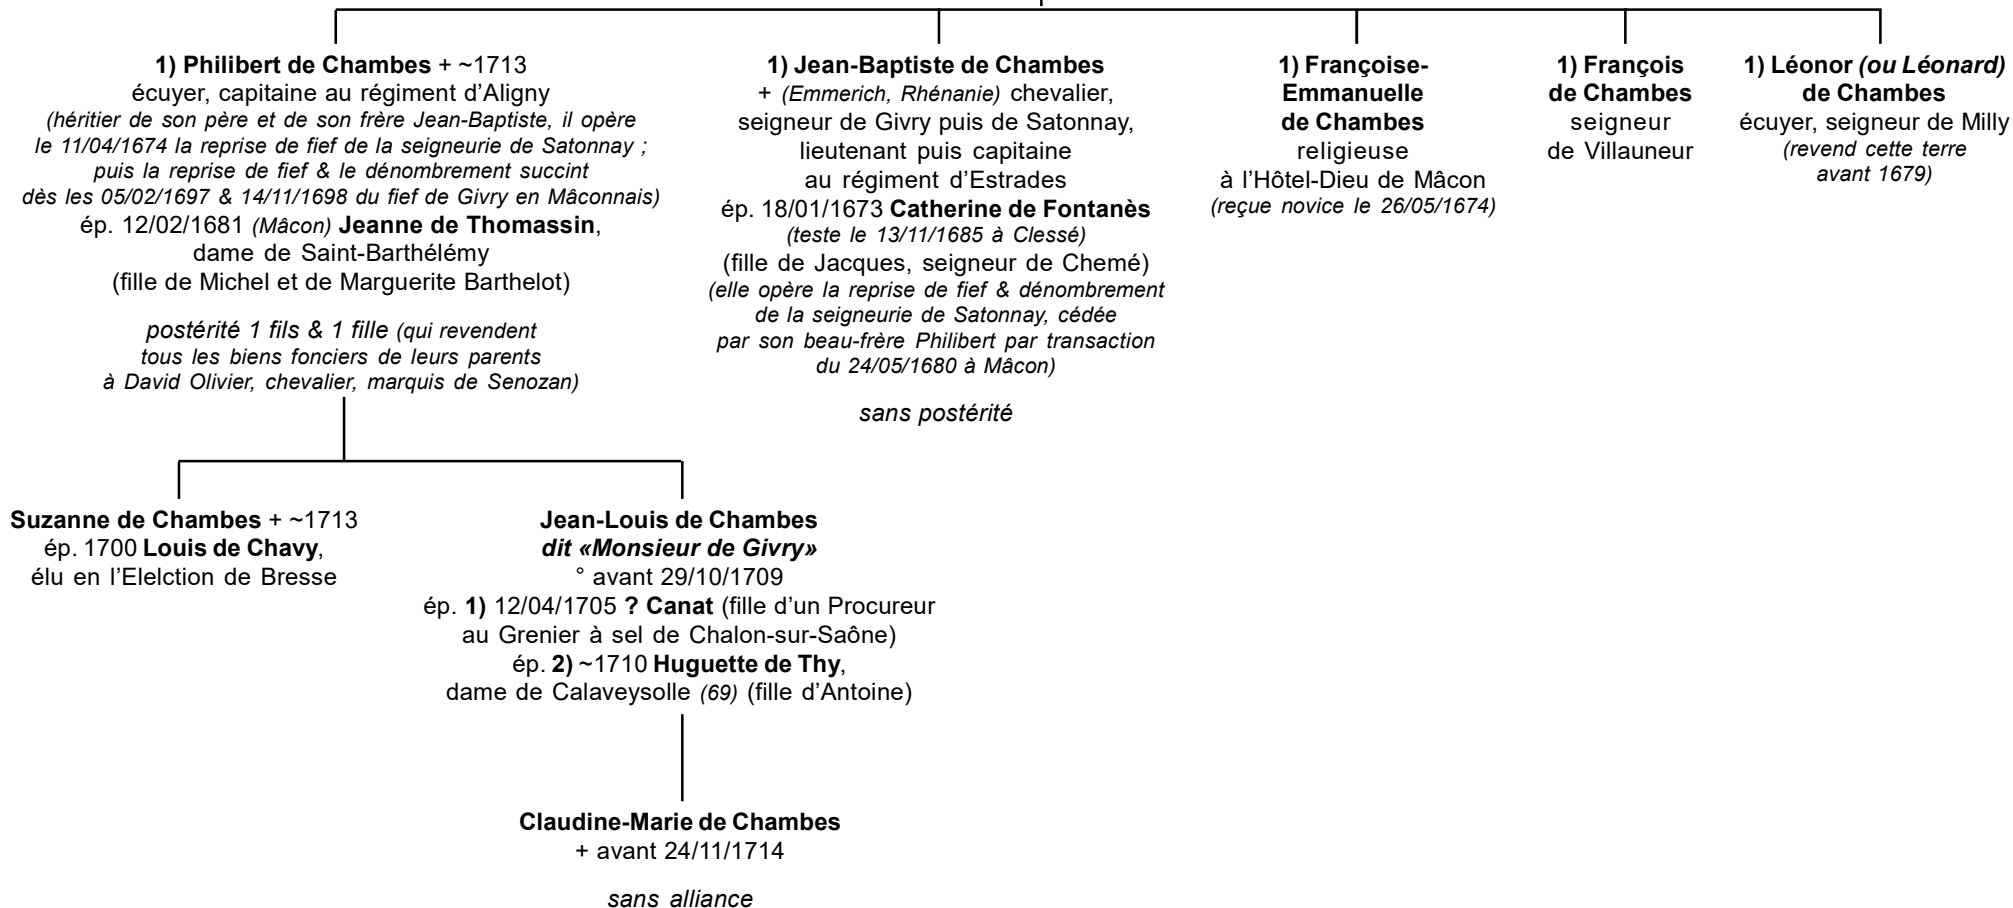 1) Philibert de Chambes + ~1713
écuyer, capitaine au régiment d’Aligny
(héritier de son père et de son frère Jean-Baptiste, il opère
le 11/04/1674 la reprise de fief de la seigneurie de Satonnay ;
puis la reprise de fief & le dénombrement succint
dès les 05/02/1697 & 14/11/1698 du fief de Givry en Mâconnais)
ép. 12/02/1681 (Mâcon) Jeanne de Thomassin,
dame de Saint-Barthélémy
(fille de Michel et de Marguerite Barthelot)
postérité 1 fils & 1 fille (qui revendent
tous les biens fonciers de leurs parents
à David Olivier, chevalier, marquis de Senozan)
1) Jean-Baptiste de Chambes
+ (Emmerich, Rhénanie) chevalier,
seigneur de Givry puis de Satonnay,
lieutenant puis capitaine
au régiment d’Estrades
ép. 18/01/1673 Catherine de Fontanès
(teste le 13/11/1685 à Clessé)
(fille de Jacques, seigneur de Chemé)
(elle opère la reprise de fief & dénombrement
de la seigneurie de Satonnay, cédée
par son beau-frère Philibert par transaction
du 24/05/1680 à Mâcon)
sans postérité
1) Françoise-
Emmanuelle
de Chambes
religieuse
à l’Hôtel-Dieu de Mâcon
(reçue novice le 26/05/1674)
1) François
de Chambes
seigneur
de Villauneur
1) Léonor (ou Léonard)
de Chambes
écuyer, seigneur de Milly
(revend cette terre
avant 1679)
Suzanne de Chambes + ~1713
ép. 1700 Louis de Chavy,
élu en l’Elelction de Bresse
Jean-Louis de Chambes
dit «Monsieur de Givry»
° avant 29/10/1709
ép. 1) 12/04/1705 ? Canat (fille d’un Procureur
au Grenier à sel de Chalon-sur-Saône)
ép. 2) ~1710 Huguette de Thy,
dame de Calaveysolle (69) (fille d’Antoine)
Claudine-Marie de Chambes
+ avant 24/11/1714
sans alliance